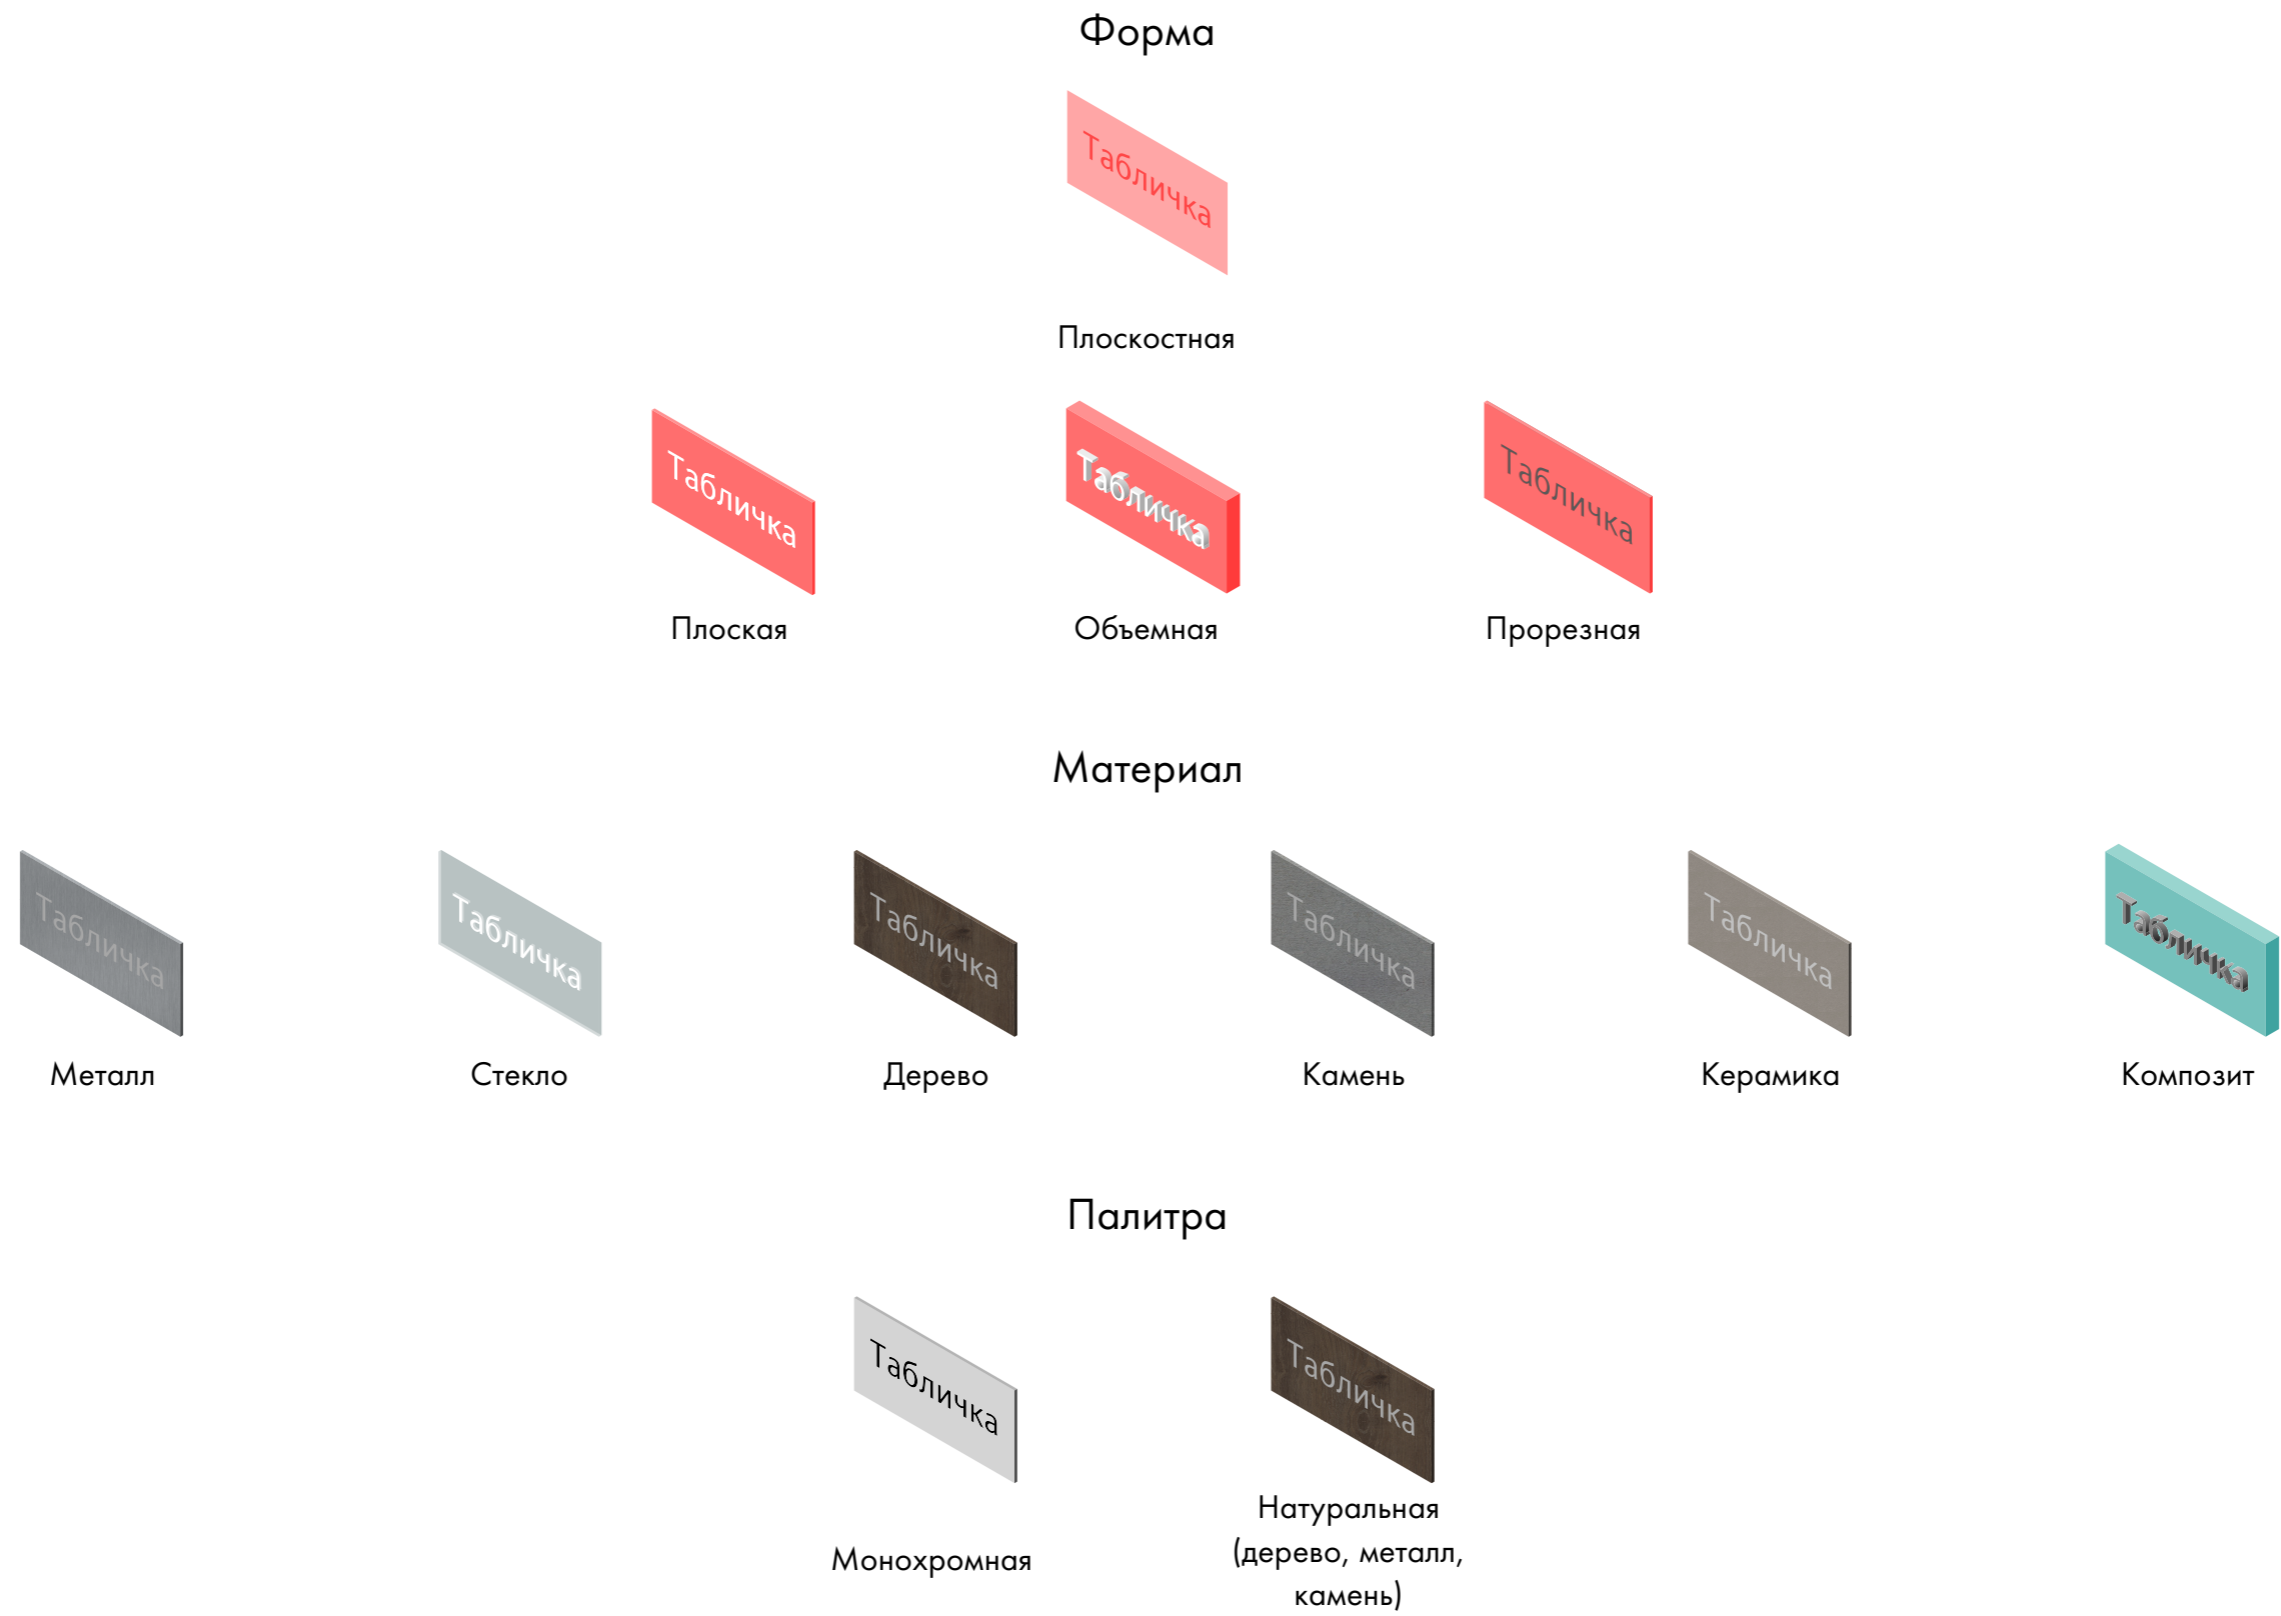 Форма
Табличка
Плоскостная
Табличка Табличка Табличка
Плоская Объемная Прорезная
Материал
Табличка Табличка Табличка Табличка Табличка Табличка
Металл Стекло Дерево Камень Керамика Композит
Палитра
Табличка Табличка
Монохромная
Натуральная
(дерево, металл,
камень)